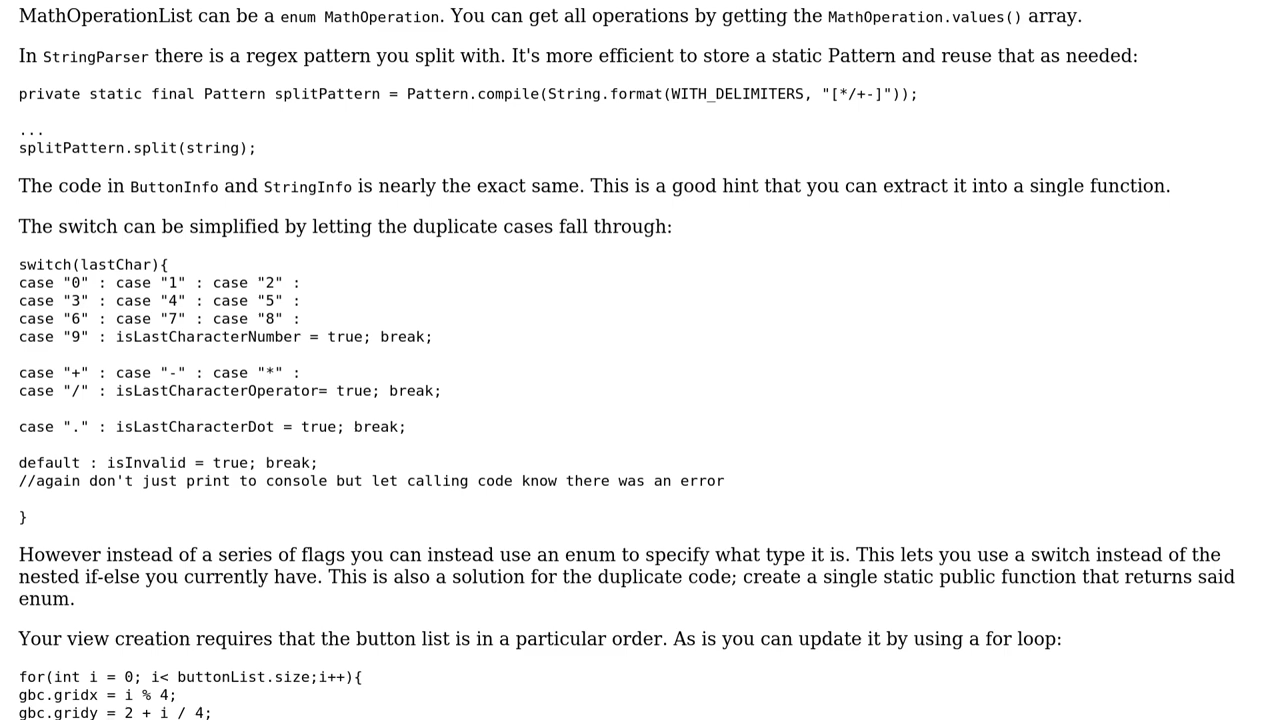 MathOperationList can be a enum MathOperation. You can get all operations by getting the MathOperation.values() array.
In StringParser there is a regex pattern you split with. It's more efficient to store a static Pattern and reuse that as needed:
private static final Pattern splitPattern = Pattern.compile(String.format(WITH_DELIMITERS, "[*/+-]"));
...
splitPattern.split(string);
The code in ButtonInfo and StringInfo is nearly the exact same. This is a good hint that you can extract it into a single function.
The switch can be simplified by letting the duplicate cases fall through:
switch(lastChar){
case "0" : case "1" : case "2" :
case "3" : case "4" : case "5" :
case "6" : case "7" : case "8" :
case "9" : isLastCharacterNumber = true; break;
case "+" : case "-" : case "*" :
case "/" : isLastCharacterOperator= true; break;
case "." : isLastCharacterDot = true; break;
default : isInvalid = true; break;
//again don't just print to console but let calling code know there was an error
}
However instead of a series of flags you can instead use an enum to specify what type it is. This lets you use a switch instead of the
nested if-else you currently have. This is also a solution for the duplicate code; create a single static public function that returns said
enum.
Your view creation requires that the button list is in a particular order. As is you can update it by using a for loop:
for(int i = 0; i< buttonList.size;i++){
gbc.gridx = i % 4;
gbc.gridy = 2 + i / 4;